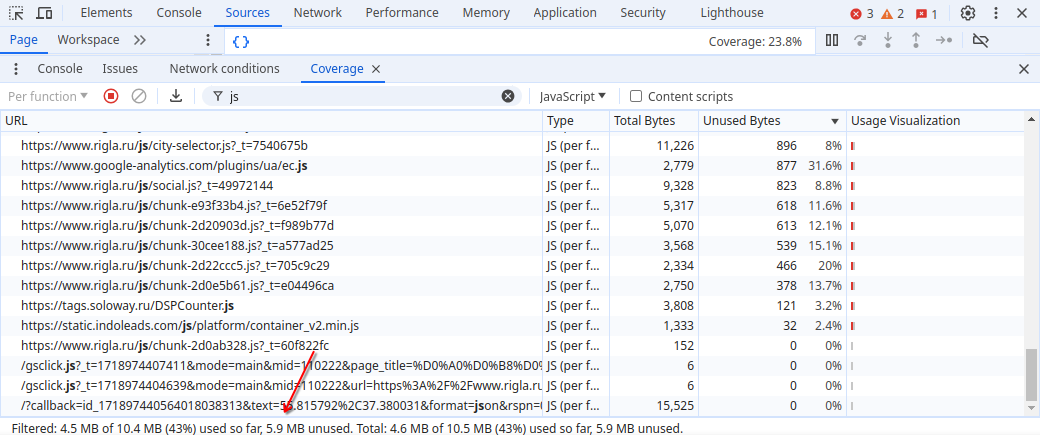 Elements Console Sources Network Performance Memory Application Security Lighthouse 3 2 1
Page Workspace Coverage: 23.8%
Console Issues Network conditions Coverage
Per function js JavaScript Content scripts
URL Type Total Bytes Unused Bytes Usage Visualization
https://www.rigla.ru/js/city-selector.js?_t=7540675b JS (per f... 11,226 896 8%
https://www.google-analytics.com/plugins/ua/ec.js JS (per f... 2,779 877 31.6%
https://www.rigla.ru/js/social.js?_t=49972144 JS (per f... 9,328 823 8.8%
https://www.rigla.ru/js/chunk-e93f33b4.js?_t=6e52f79f JS (per f... 5,317 618 11.6%
https://www.rigla.ru/js/chunk-2d20903d.js?_t=f989b77d JS (per f... 5,070 613 12.1%
https://www.rigla.ru/js/chunk-30cee188.js?_t=a577ad25 JS (per f... 3,568 539 15.1%
https://www.rigla.ru/js/chunk-2d22ccc5.js?_t=705c9c29 JS (per f... 2,334 466 20%
https://www.rigla.ru/js/chunk-2d0e5b61.js?_t=e04496ca JS (per f... 2,750 378 13.7%
https://tags.soloway.ru/DSPCounter.js JS (per f... 3,808 121 3.2%
https://static.indoleads.com/js/platform/container_v2.min.js JS (per f... 1,333 32 2.4%
https://www.rigla.ru/js/chunk-2d0ab328.js?_t=60f822fc JS (per f... 152 0 0%
/gsclick.js?_t=1718974407411&mode=main&mid=110222&page_title=%D0%A0%D0%B8%D0% JS (per f... 6 0 0%
/gsclick.js?_t=1718974404639&mode=main&mid=110222&url=https%3A%2F%2Fwww.rigla.ru JS (per f... 6 0 0%
/?callback=id_171897440564018038313&text=55.815792%2C37.380031&format=json&rspn= JS (per f... 15,525 0 0%
Filtered: 4.5 MB of 10.4 MB (43%) used so far, 5.9 MB unused. Total: 4.6 MB of 10.5 MB (43%) used so far, 5.9 MB unused.